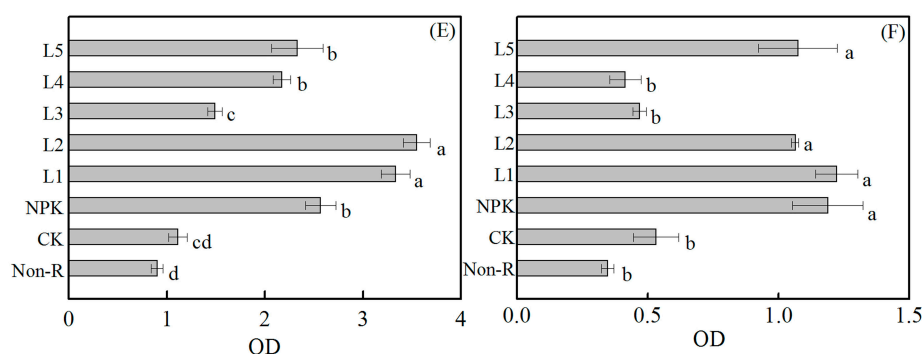 (E)
L5 b
L4 b
L3 c
L2 a
L1 a
NPK b
CK cd
Non-R d
0 1 2 3 4
OD
(F)
L5 a
L4 b
L3 b
L2 a
L1 a
NPK a
CK b
Non-R b
0.0 0.5 1.0 1.5
OD